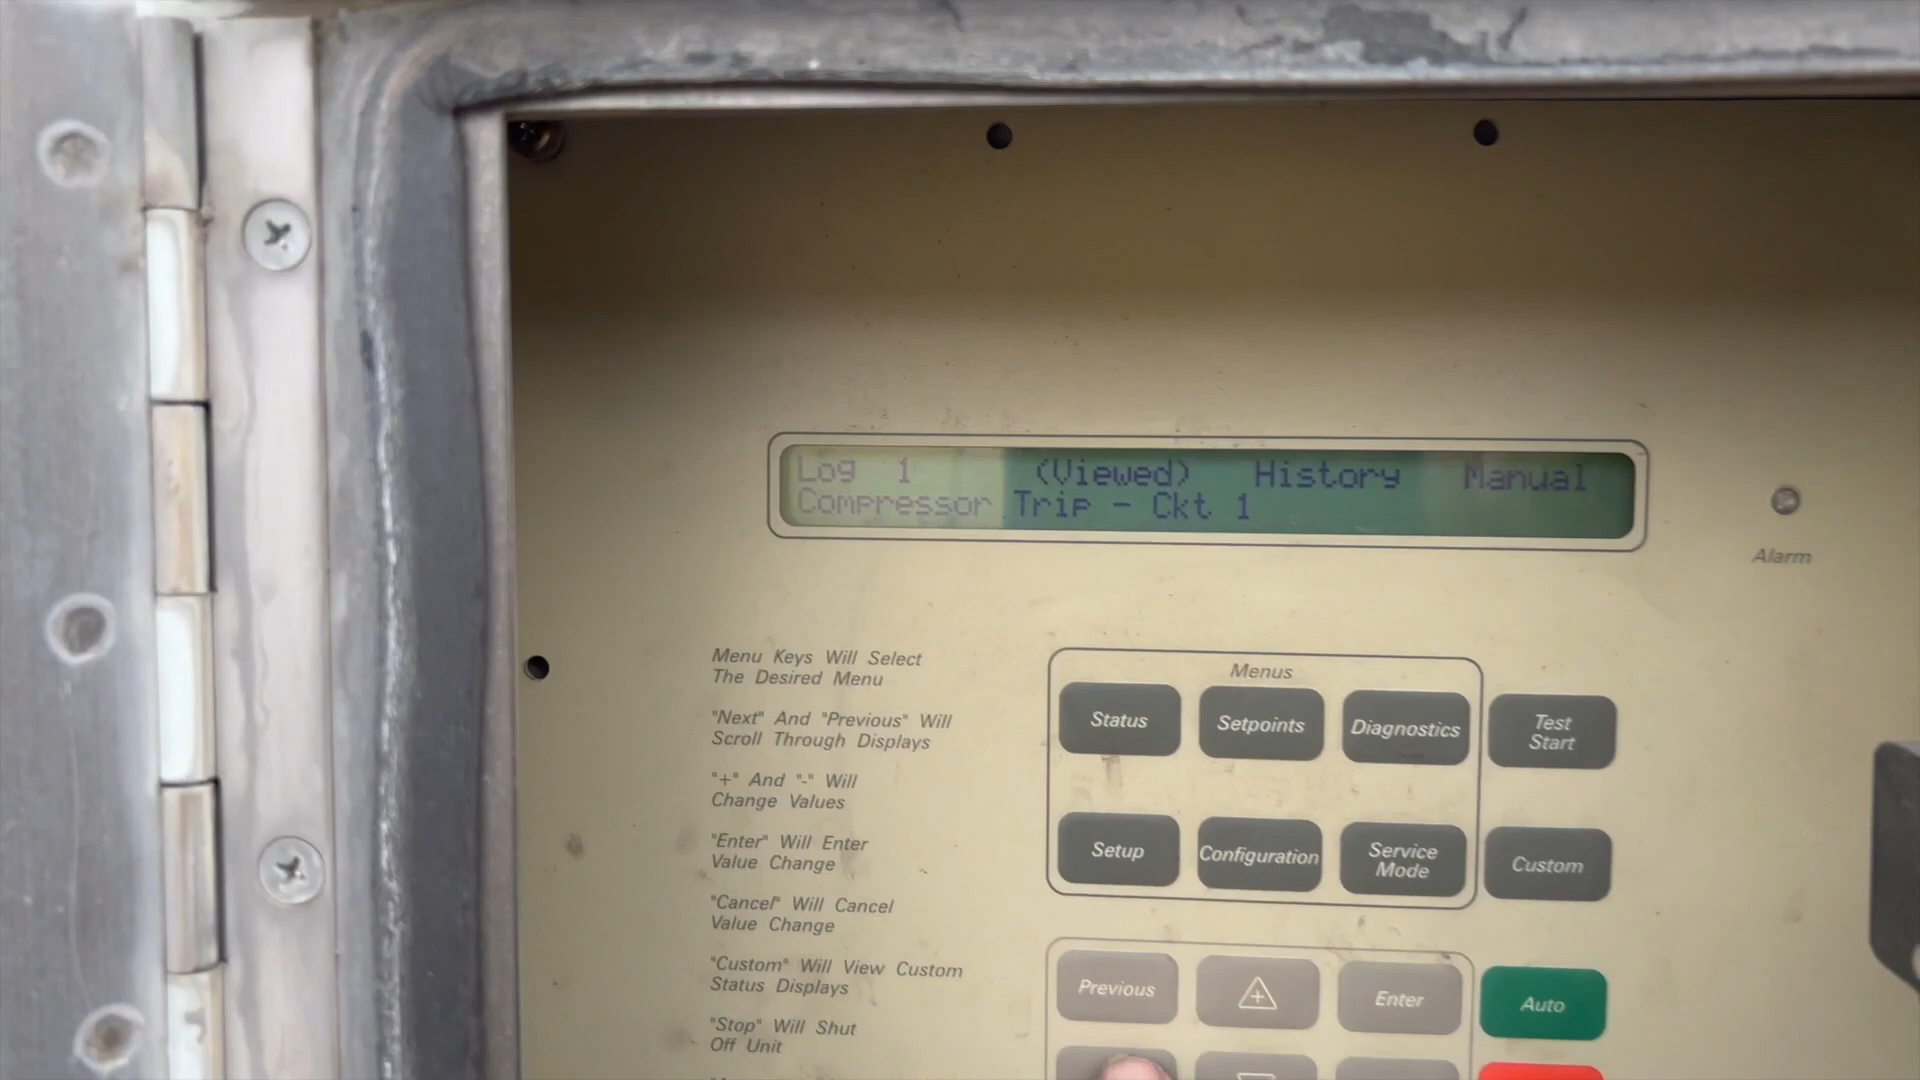 Log 1 (Viewed) History Manual
Compressor Trip - Ckt 1
Alarm
Menu Keys Will Select
The Desired Menu
"Next" And "Previous" Will
Scroll Through Displays
"+" And "-" Will
Change Values
"Enter" Will Enter
Value Change
"Cancel" Will Cancel
Value Change
"Custom" Will View Custom
Status Displays
"Stop" Will Shut
Off Unit
Menus
Status
Setpoints
Diagnostics
Test
Start
Setup
Configuration
Service
Mode
Custom
Previous
+
Enter
Auto